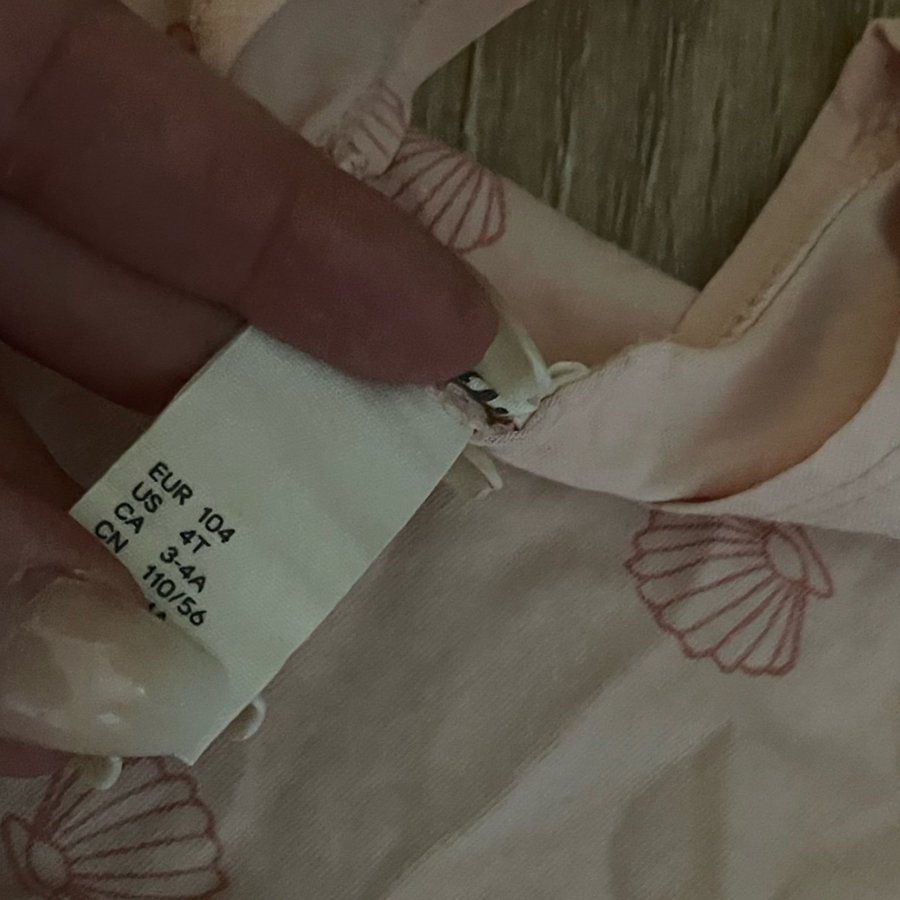 EUR 104
US 4T
CA 3-4A
CN 110/56